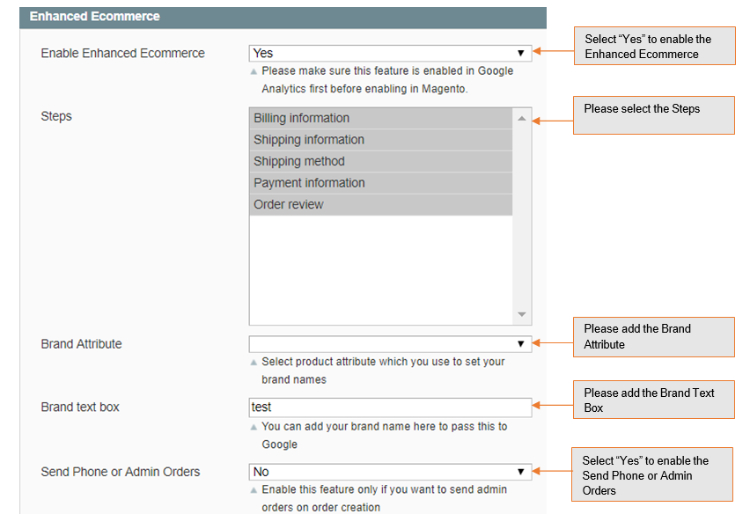 Enhanced Ecommerce
Enable Enhanced Ecommerce
Yes
Please make sure this feature is enabled in Google
Analytics first before enabling in Magento.
Select “Yes” to enable the
Enhanced Ecommerce
Steps
Billing information
Shipping information
Shipping method
Payment information
Order review
Please select the Steps
Brand Attribute
Select product attribute which you use to set your
brand names
Please add the Brand
Attribute
Brand text box
test
You can add your brand name here to pass this to
Google
Please add the Brand Text
Box
Send Phone or Admin Orders
No
Enable this feature only if you want to send admin
orders on order creation
Select “Yes” to enable the
Send Phone or Admin
Orders